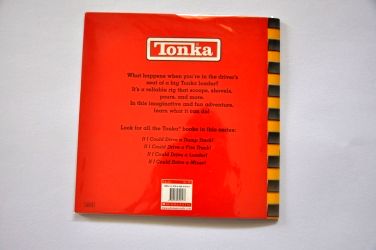 Tonka
What happens when you're in the driver's
seat of a big Tonka loader?
It's a reliable rig that scoops, shovels,
pours, and more.
In this imaginative and fun adventure,
learn what it can do!
Look for all the Tonka® books in this series:
If I Could Drive a Dump Truck!
If I Could Drive a Fire Truck!
If I Could Drive a Loader!
If I Could Drive a Mixer!